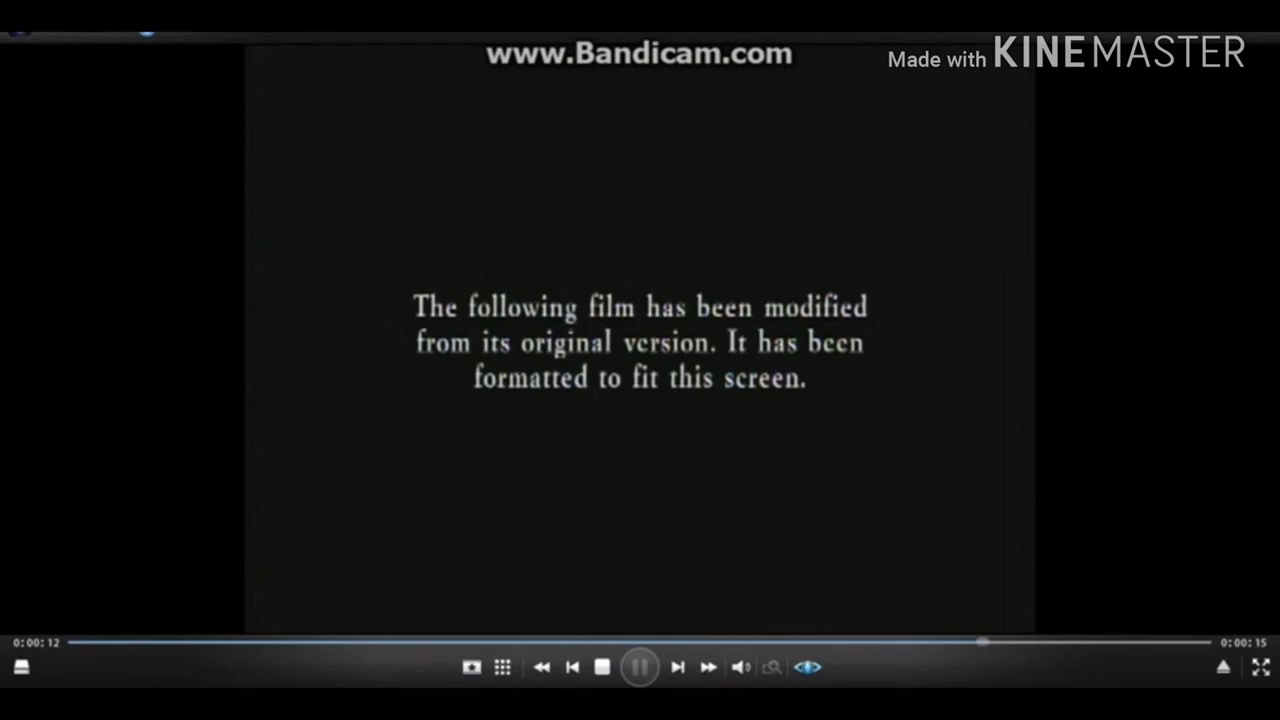 www.Bandicam.com
Made with KINEMASTER
The following film has been modified
from its original version. It has been
formatted to fit this screen.
0:00:12
0:00:15